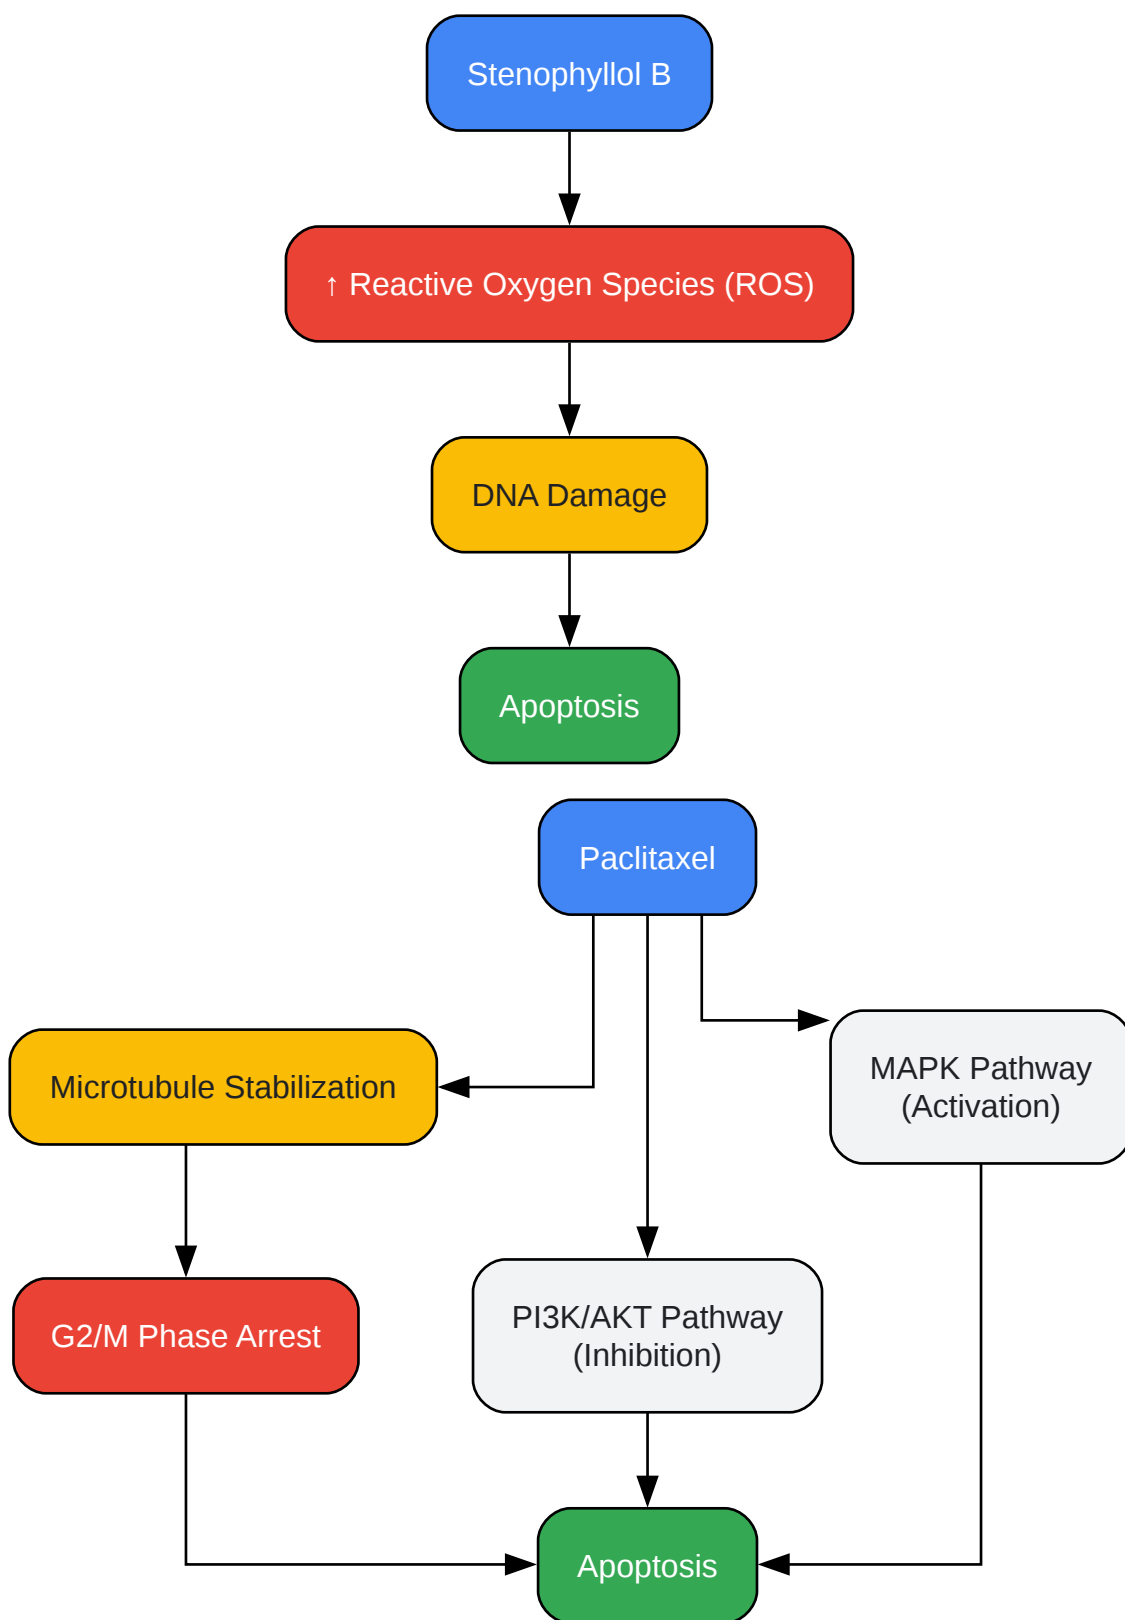 Stenophyllol B
↑ Reactive Oxygen Species (ROS)
DNA Damage
Apoptosis
Paclitaxel
Microtubule Stabilization
MAPK Pathway
(Activation)
G2/M Phase Arrest
PI3K/AKT Pathway
(Inhibition)
Apoptosis